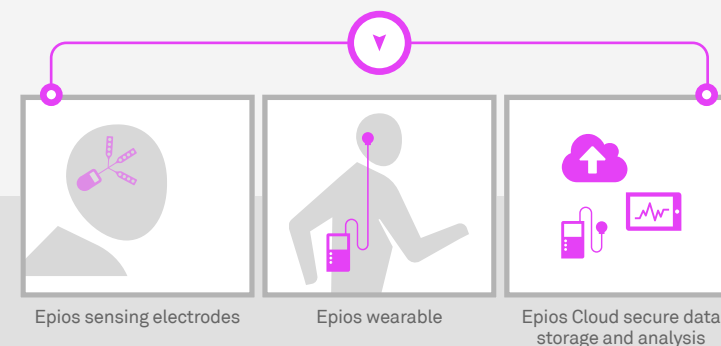 Epios sensing electrodes
Epios wearable
Epios Cloud secure data
storage and analysis